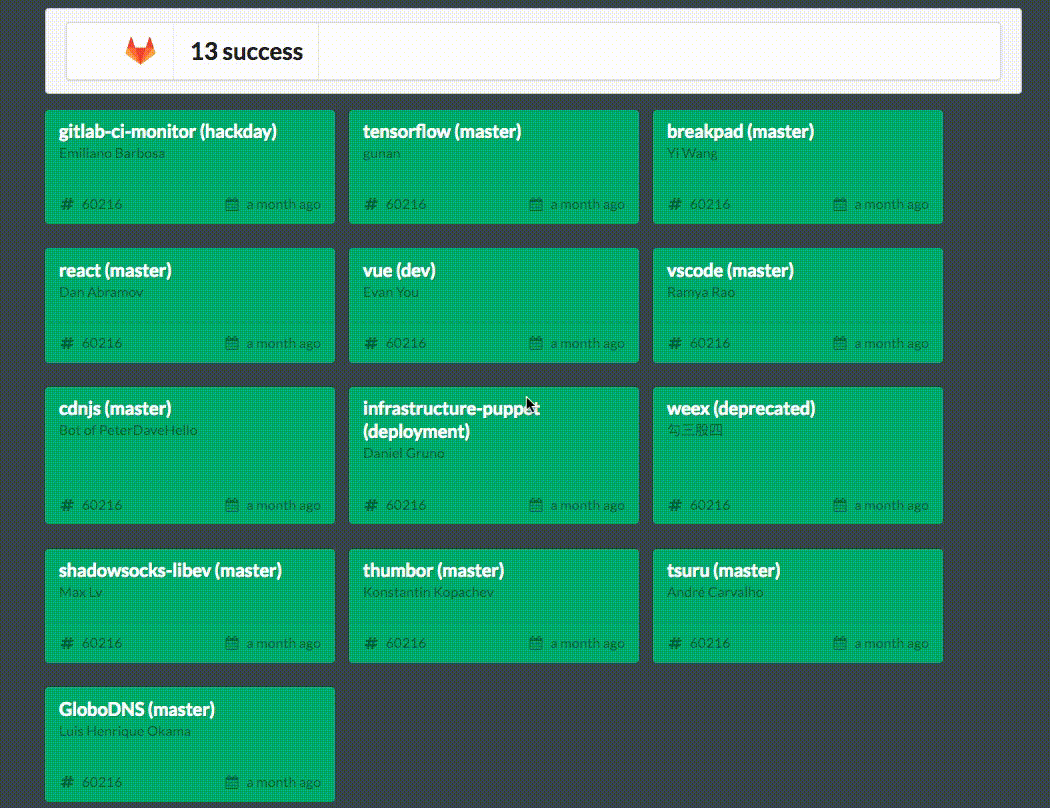 13 success
gitlab-ci-monitor (hackday)
Emiliano Barbosa
# 60216
a month ago
tensorflow (master)
gunan
# 60216
a month ago
breakpad (master)
Yi Wang
# 60216
a month ago
react (master)
Dan Abramov
# 60216
a month ago
vue (dev)
Evan You
# 60216
a month ago
vscode (master)
Ramya Rao
# 60216
a month ago
cdnjs (master)
Bot of PeterDaveHello
# 60216
a month ago
infrastructure-puppet
(deployment)
Daniel Gruno
# 60216
a month ago
weex (deprecated)
勾三股四
# 60216
a month ago
shadowsocks-libev (master)
Max Lv
# 60216
a month ago
thumbor (master)
Konstantin Kopachev
# 60216
a month ago
tsuru (master)
André Carvalho
# 60216
a month ago
GloboDNS (master)
Luis Henrique Okama
# 60216
a month ago